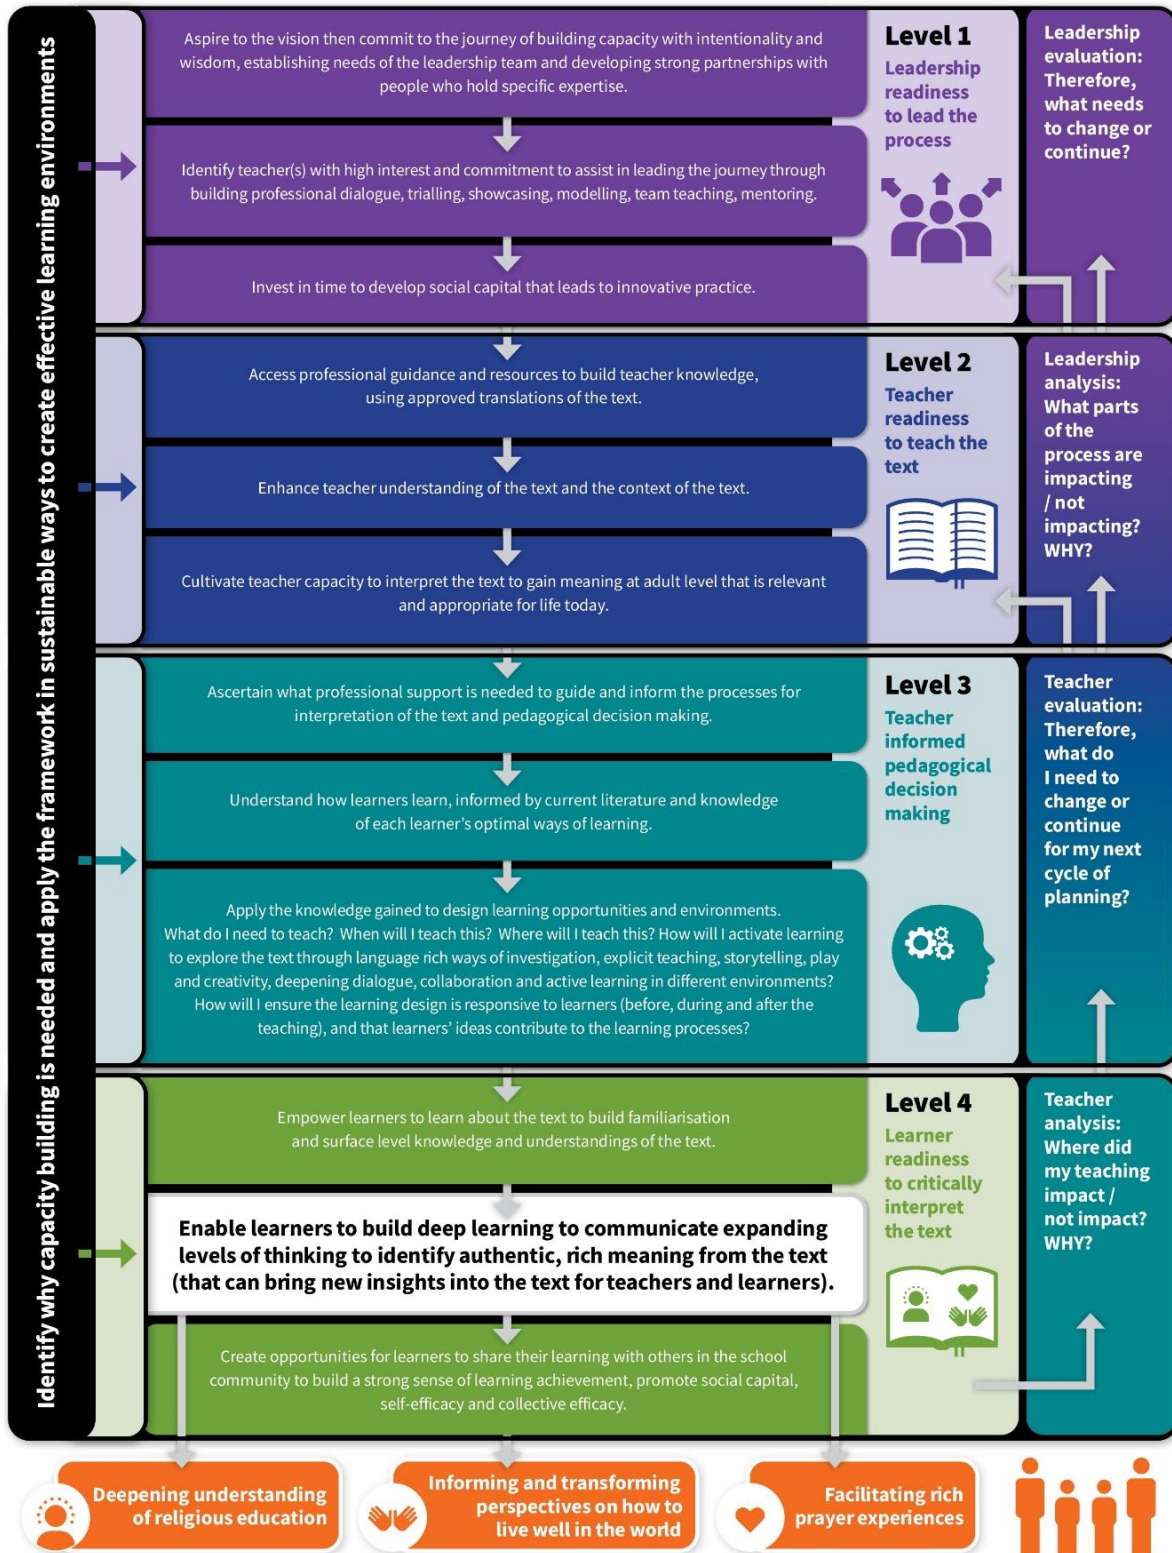 Identify why capacity building is needed and apply the framework in sustainable ways to create effective learning environments
Aspire to the vision then commit to the journey of building capacity with intentionality and
wisdom, establishing needs of the leadership team and developing strong partnerships with
people who hold specific expertise.
Identify teacher(s) with high interest and commitment to assist in leading the journey through
building professional dialogue, trialling, showcasing, modelling, team teaching, mentoring.
Invest in time to develop social capital that leads to innovative practice.
Level 1
Leadership
readiness
to lead the
process
Leadership
evaluation:
Therefore,
what needs
to change or
continue?
Access professional guidance and resources to build teacher knowledge,
using approved translations of the text.
Enhance teacher understanding of the text and the context of the text.
Cultivate teacher capacity to interpret the text to gain meaning at adult level that is relevant
and appropriate for life today.
Level 2
Teacher
readiness
to teach the
text
Leadership
analysis:
What parts
of the
process are
impacting
/ not
impacting?
WHY?
Ascertain what professional support is needed to guide and inform the processes for
interpretation of the text and pedagogical decision making.
Understand how learners learn, informed by current literature and knowledge
of each learner's optimal ways of learning.
Apply the knowledge gained to design learning opportunities and environments.
What do I need to teach? When will I teach this? Where will I teach this? How will I activate learning
to explore the text through language rich ways of investigation, explicit teaching, storytelling, play
and creativity, deepening dialogue, collaboration and active learning in different environments?
How will I ensure the learning design is responsive to learners (before, during and after the
teaching), and that learners' ideas contribute to the learning processes?
Level 3
Teacher
informed
pedagogical
decision
making
Teacher
evaluation:
Therefore,
what do
I need to
change or
continue
for my next
cycle of
planning?
Empower learners to learn about the text to build familiarisation
and surface level knowledge and understandings of the text.
Enable learners to build deep learning to communicate expanding
levels of thinking to identify authentic, rich meaning from the text
(that can bring new insights into the text for teachers and learners).
Create opportunities for learners to share their learning with others in the school
community to build a strong sense of learning achievement, promote social capital,
self-efficacy and collective efficacy.
Level 4
Learner
readiness
to critically
interpret
the text
Teacher
analysis:
Where did
my teaching
impact /
not impact?
WHY?
Deepening understanding
of religious education
Informing and transforming
perspectives on how to
live well in the world
Facilitating rich
prayer experiences